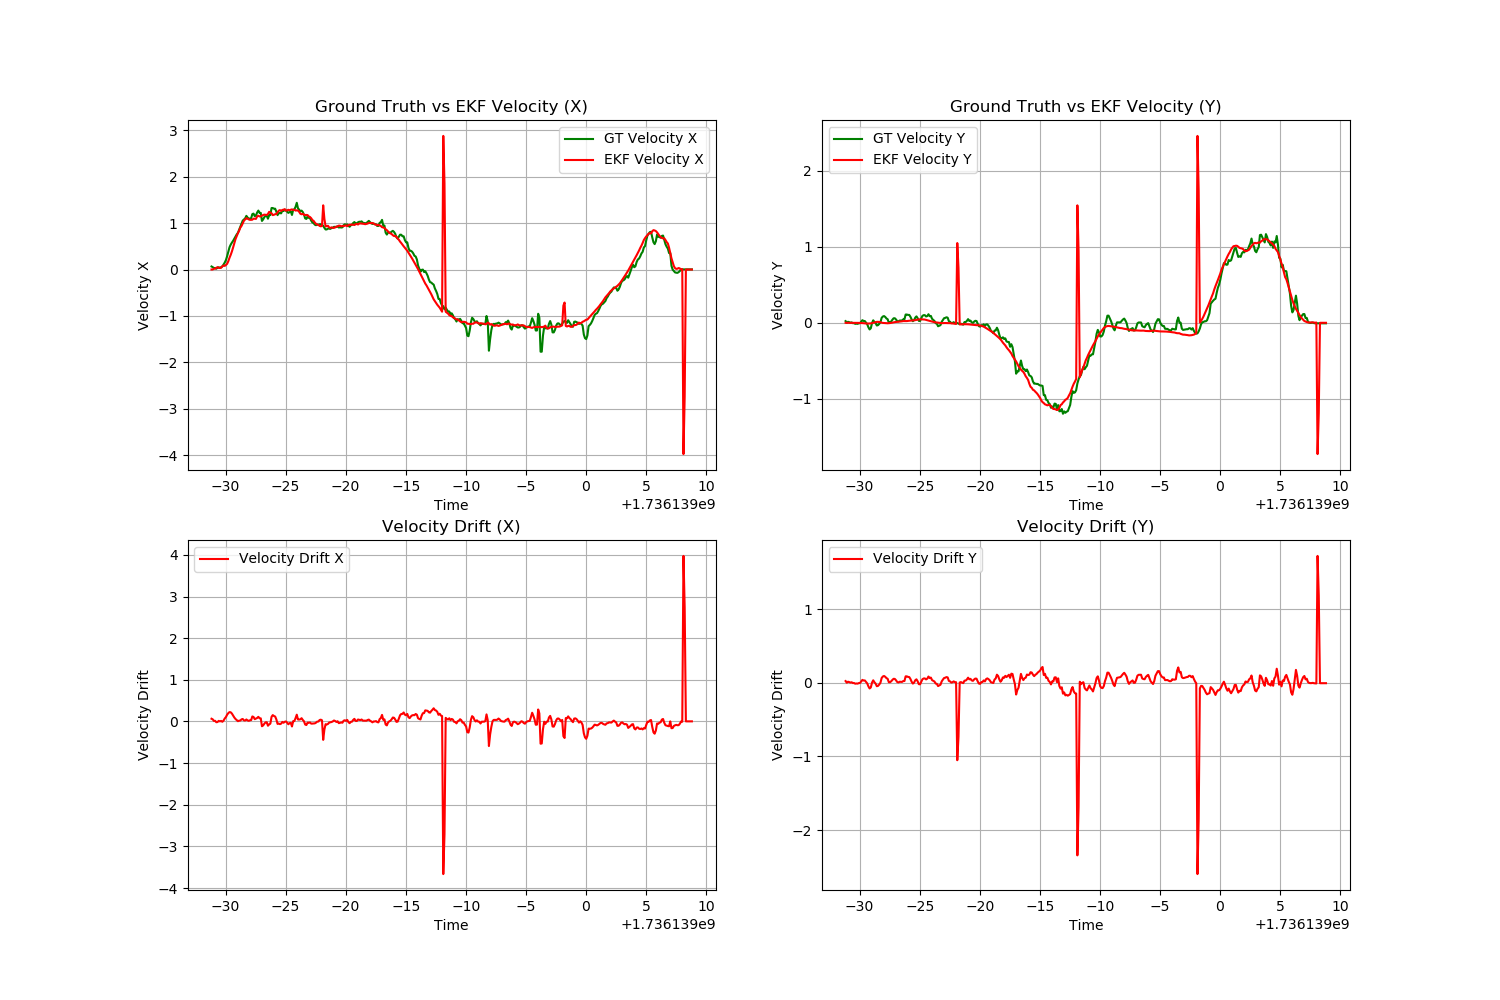 Ground Truth vs EKF Velocity (X)
GT Velocity X
EKF Velocity X
Velocity X
3
2
1
0
−1
−2
−3
−4
−30 −25 −20 −15 −10 −5 0 5 10
Time
+1.736139e9
Ground Truth vs EKF Velocity (Y)
GT Velocity Y
EKF Velocity Y
Velocity Y
2
1
0
−1
−30 −25 −20 −15 −10 −5 0 5 10
Time
+1.736139e9
Velocity Drift (X)
Velocity Drift X
Velocity Drift
4
3
2
1
0
−1
−2
−3
−4
−30 −25 −20 −15 −10 −5 0 5 10
Time
+1.736139e9
Velocity Drift (Y)
Velocity Drift Y
Velocity Drift
1
0
−1
−2
−30 −25 −20 −15 −10 −5 0 5 10
Time
+1.736139e9